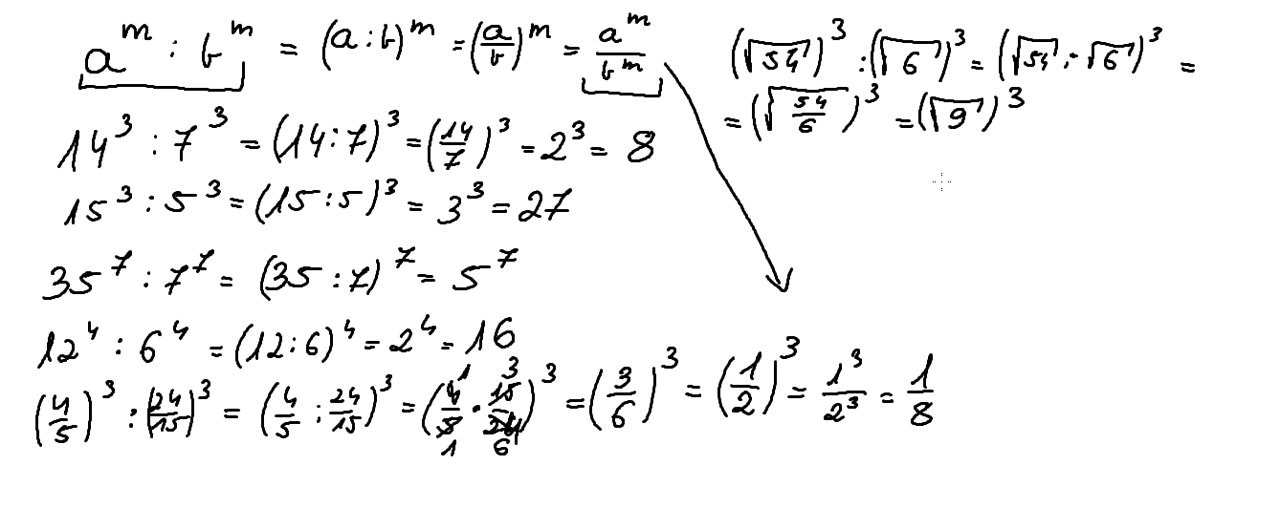 a^m : b^m = (a : b)^m = (a/b)^m = a^m/b^m
14^3 : 7^3 = (14 : 7)^3 = (14/7)^3 = 2^3 = 8
15^3 : 5^3 = (15 : 5)^3 = 3^3 = 27
35^7 : 7^7 = (35 : 7)^7 = 5^7
12^4 : 6^4 = (12 : 6)^4 = 2^4 = 16
(4/5)^3 : (24/15)^3 = (4/5 : 24/15)^3 = (4/5 · 15/24)^3 = (3/6)^3 = (1/2)^3 = 1^3/2^3 = 1/8
1 3
1 6
(√54)^3 : (√6)^3 = (√54 : √6)^3 =
= (√54/6)^3 = (√9)^3